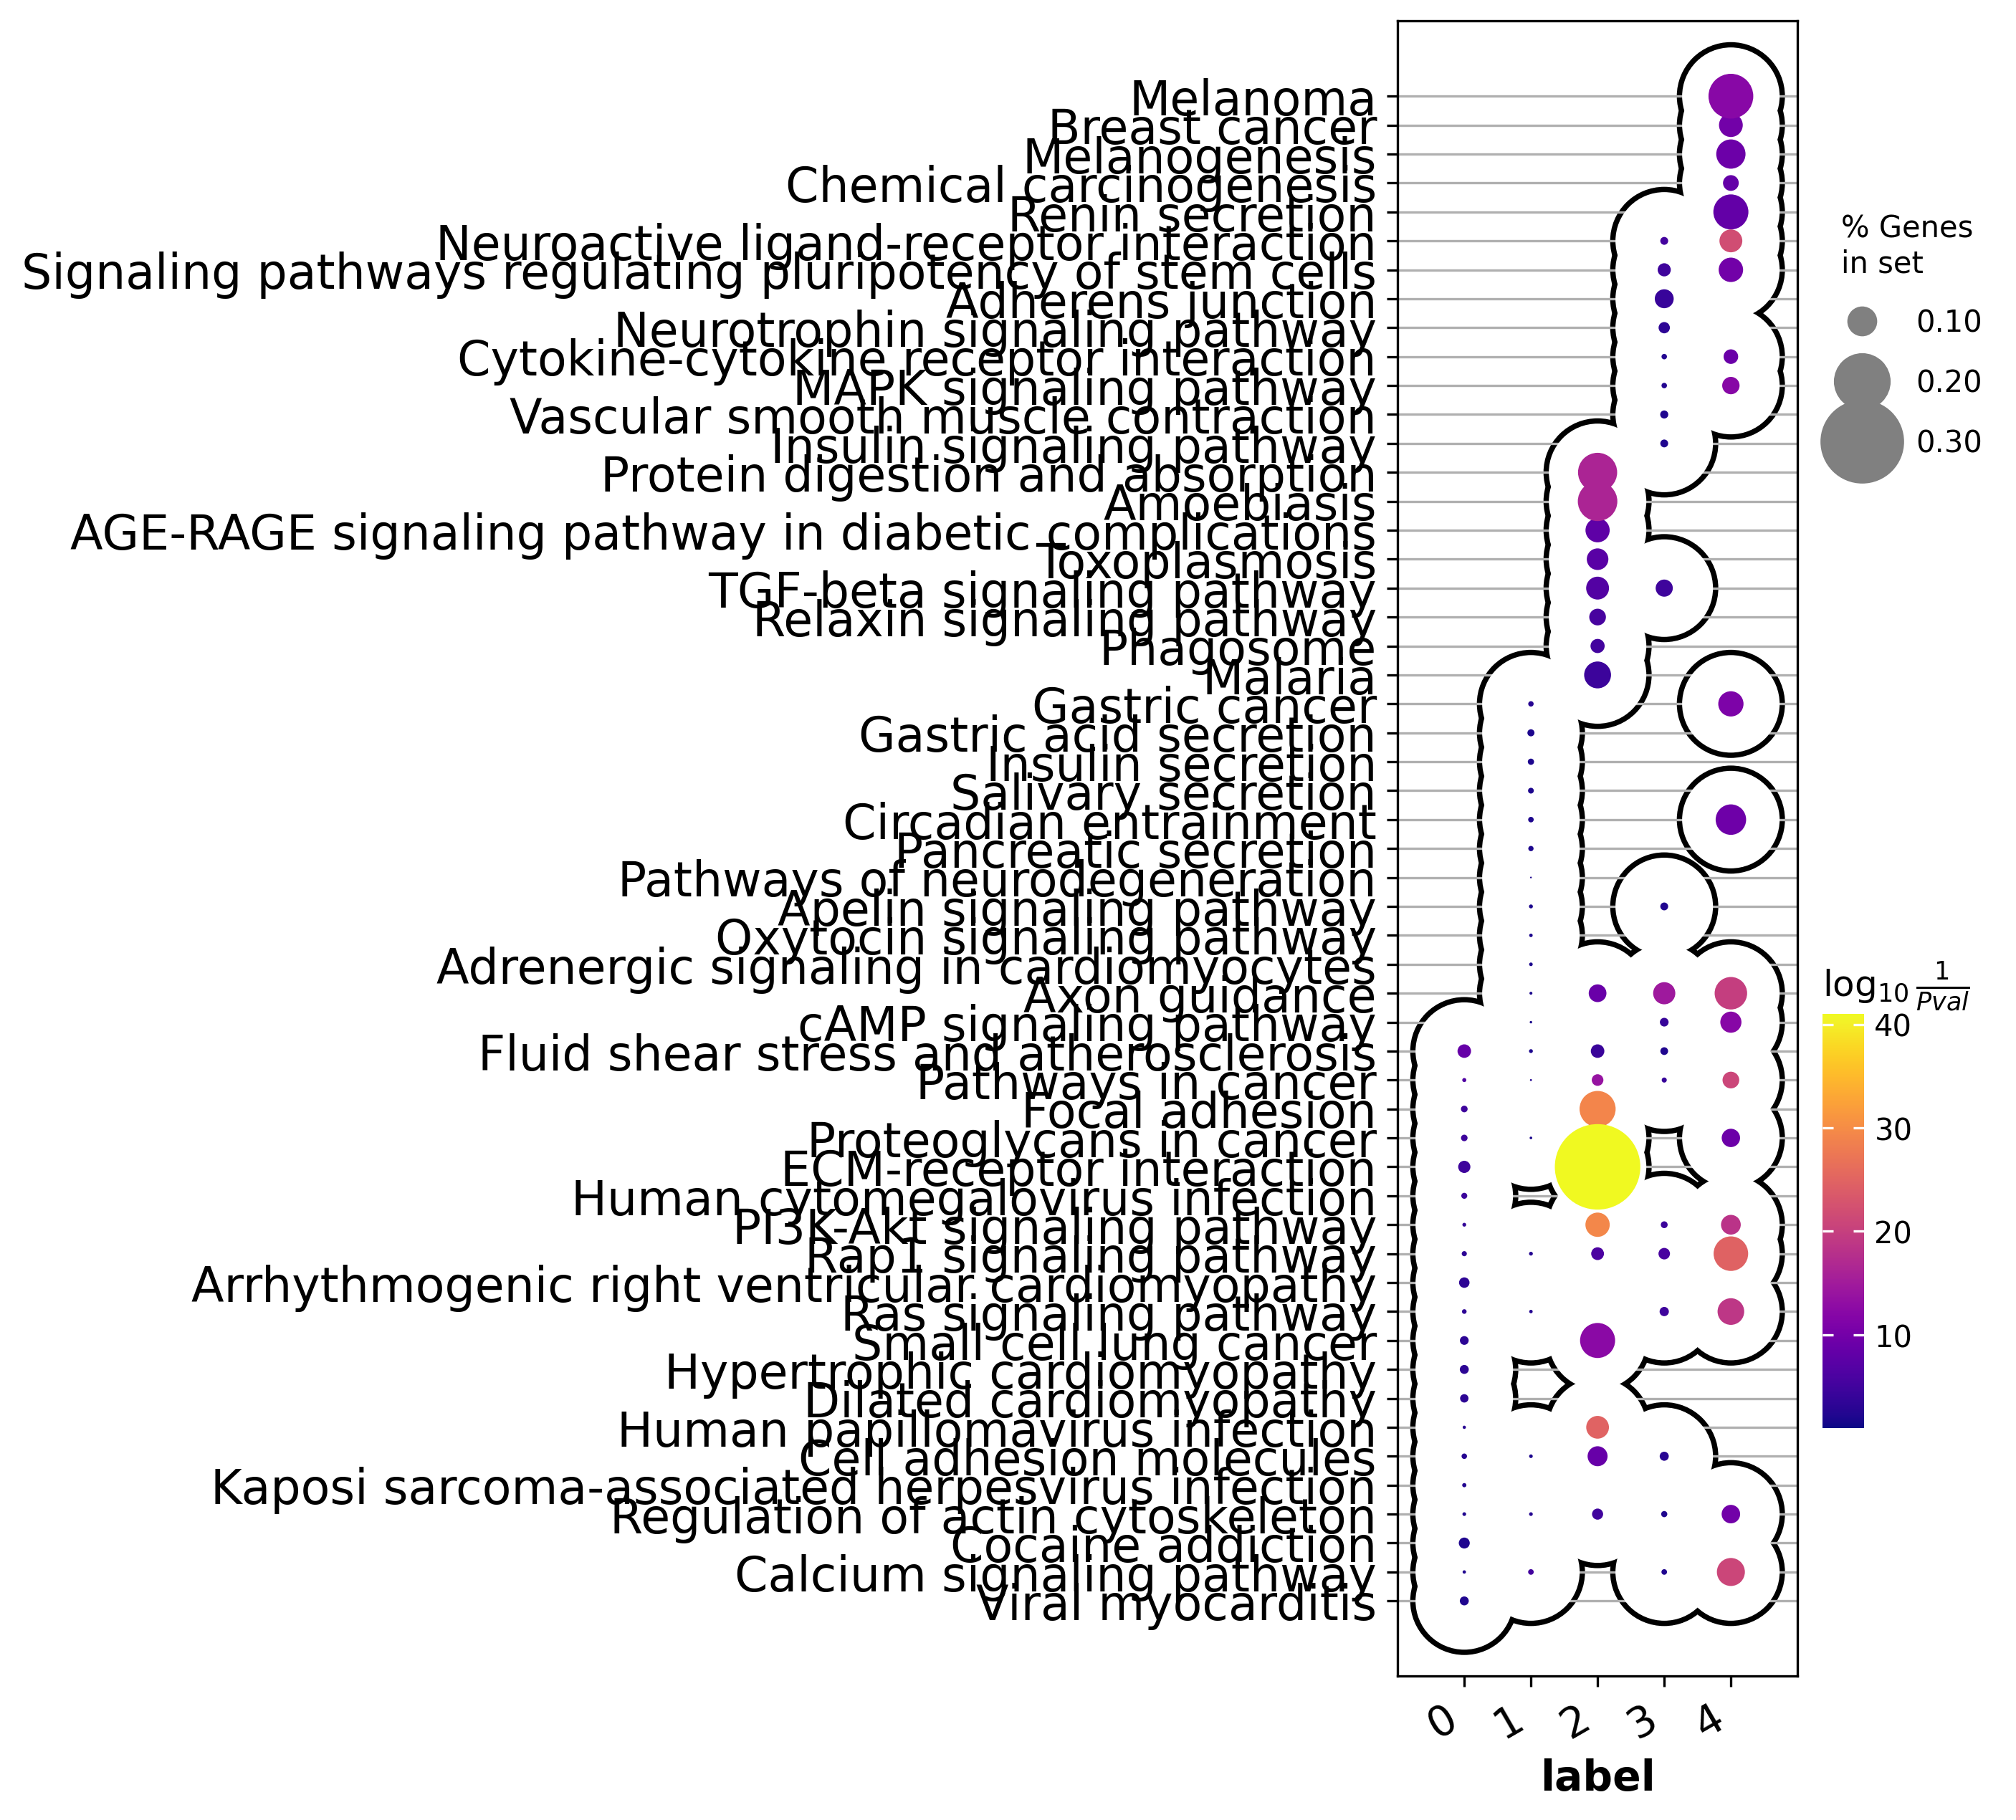 Melanoma
Breast cancer
Melanogenesis
Chemical carcinogenesis
Renin secretion
Neuroactive ligand-receptor interaction
Signaling pathways regulating pluripotency of stem cells
Adherens junction
Neurotrophin signaling pathway
Cytokine-cytokine receptor interaction
MAPK signaling pathway
Vascular smooth muscle contraction
Insulin signaling pathway
Protein digestion and absorption
Amoebiasis
AGE-RAGE signaling pathway in diabetic complications
Toxoplasmosis
TGF-beta signaling pathway
Relaxin signaling pathway
Phagosome
Malaria
Gastric cancer
Gastric acid secretion
Insulin secretion
Salivary secretion
Circadian entrainment
Pancreatic secretion
Pathways of neurodegeneration
Apelin signaling pathway
Oxytocin signaling pathway
Adrenergic signaling in cardiomyocytes
Axon guidance
cAMP signaling pathway
Fluid shear stress and atherosclerosis
Pathways in cancer
Focal adhesion
Proteoglycans in cancer
ECM-receptor interaction
Human cytomegalovirus infection
PI3K-Akt signaling pathway
Rap1 signaling pathway
Arrhythmogenic right ventricular cardiomyopathy
Ras signaling pathway
Small cell lung cancer
Hypertrophic cardiomyopathy
Dilated cardiomyopathy
Human papillomavirus infection
Cell adhesion molecules
Kaposi sarcoma-associated herpesvirus infection
Regulation of actin cytoskeleton
Cocaine addiction
Calcium signaling pathway
Viral myocarditis
0 1 2 3 4
label
% Genes
in set
0.10
0.20
0.30
log₁₀ 1/Pval
40
30
20
10